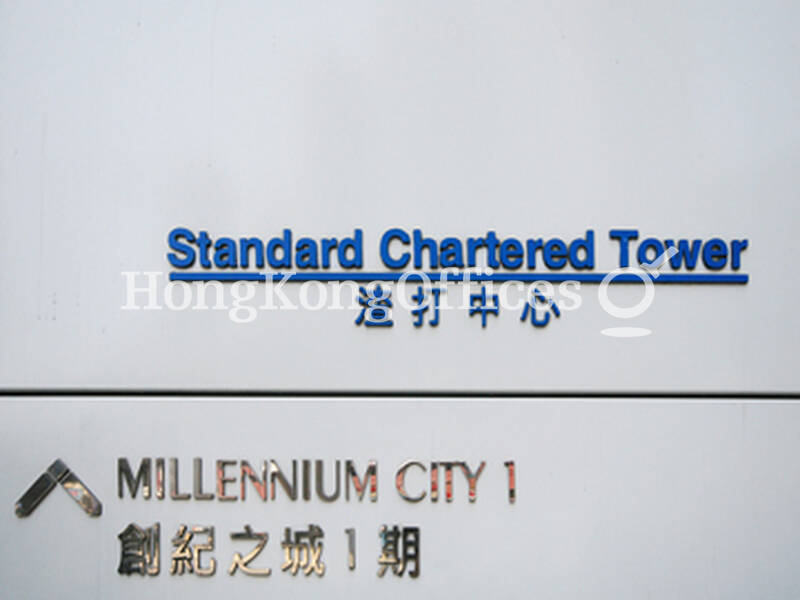 Standard Chartered Tower
HongKongOffices
渣打中心
MILLENNIUM CITY 1
創紀之城1期